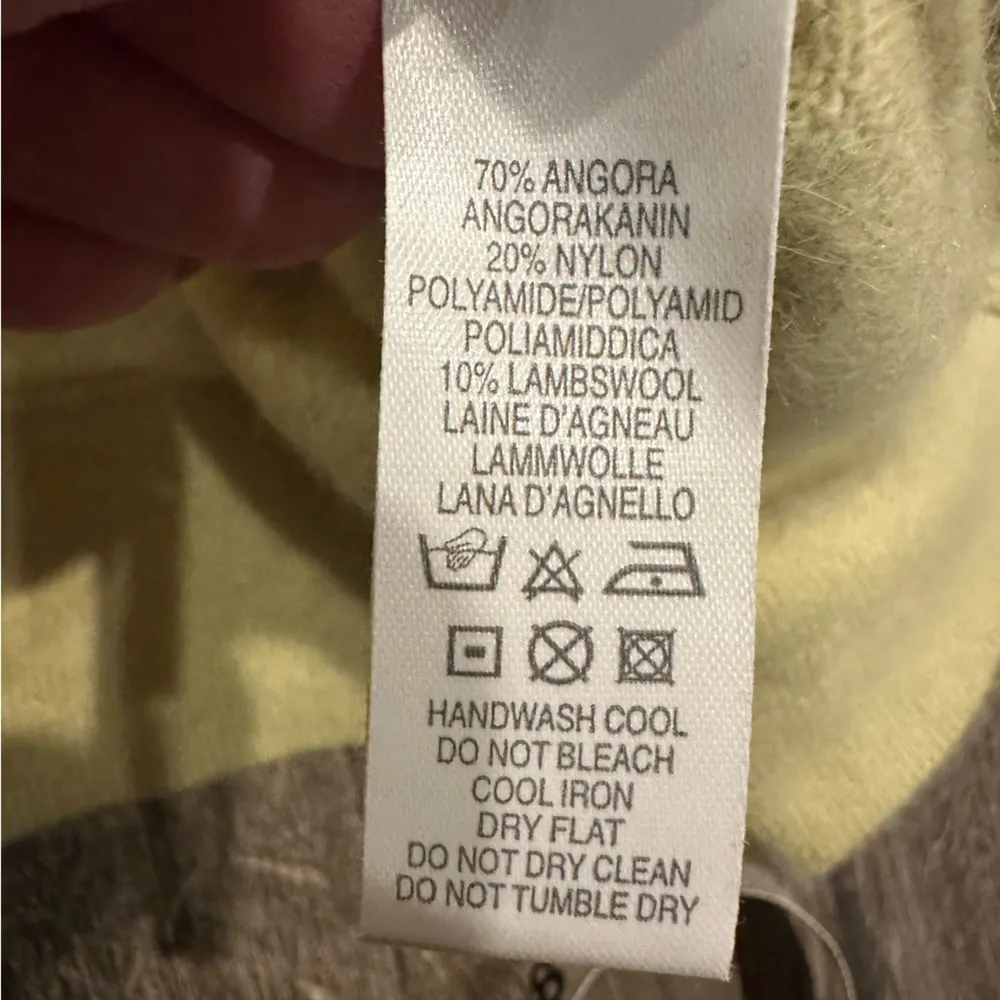 70% ANGORA
ANGORAKANIN
20% NYLON
POLYAMIDE/POLYAMID
POLIAMIDDICA
10% LAMBSWOOL
LAINE D'AGNEAU
LAMMWOLLE
LANA D'AGNELLO
HANDWASH COOL
DO NOT BLEACH
COOL IRON
DRY FLAT
DO NOT DRY CLEAN
DO NOT TUMBLE DRY
8